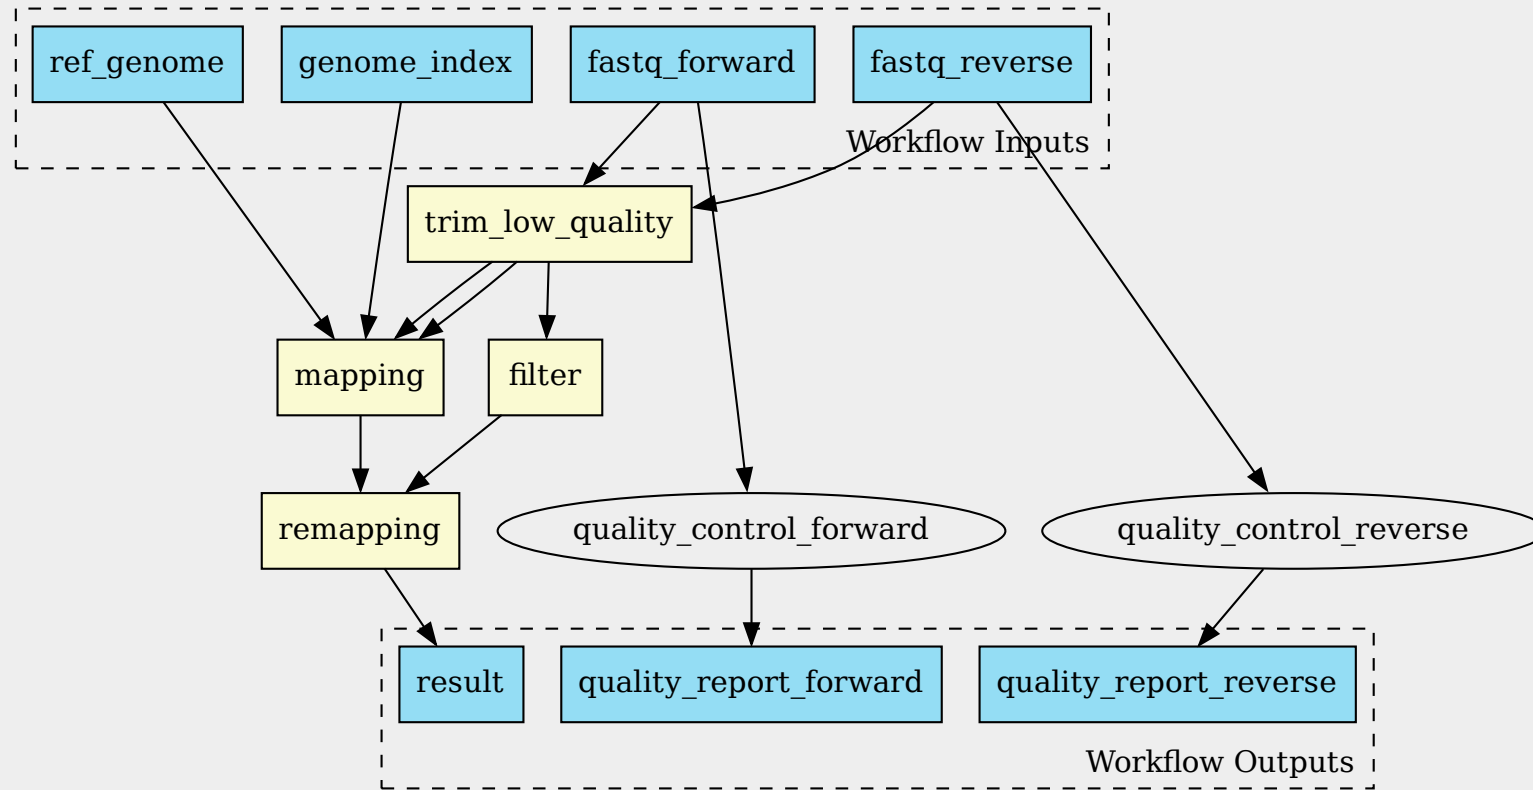 ref_genome
genome_index
fastq_forward
fastq_reverse
Workflow Inputs
trim_low_quality
mapping
filter
remapping
quality_control_forward
quality_control_reverse
result
quality_report_forward
quality_report_reverse
Workflow Outputs